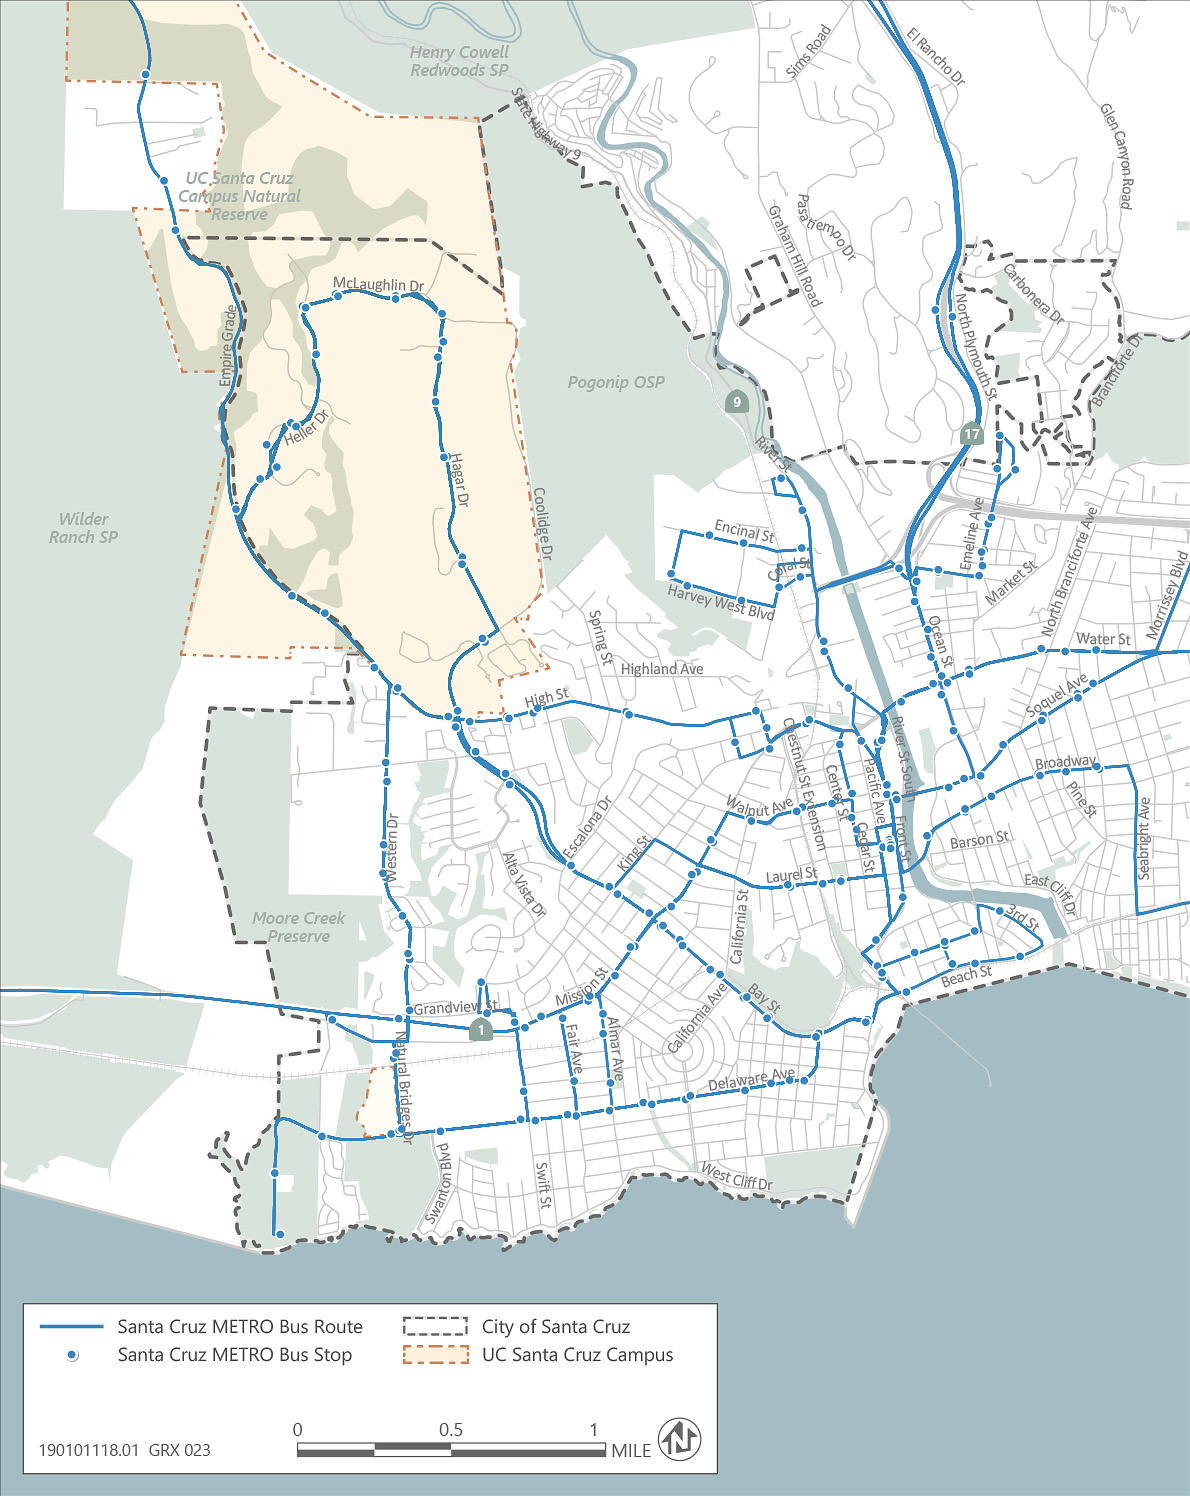 Henry Cowell
Redwoods SP
Sims Road
El Rancho Dr
Glen Canyon Road
State Highway 9
UC Santa Cruz
Campus Natural
Reserve
Graham Hill Road
Pasatiempo Dr
McLaughlin Dr
Carbonera Dr
North Plymouth St
Empire Grade
Branciforte Dr
Pogonip OSP
9
17
Heller Dr
River St
Hagar Dr
Coolidge Dr
Wilder
Ranch SP
Encinal St
Coral St
Harvey West Blvd
Emeline Ave
Market St
North Branciforte Ave
Morrissey Blvd
Spring St
Highland Ave
Ocean St
Water St
High St
Soquel Ave
Chestnut St Extension
River St South
Center St
Pacific Ave
Broadway
Pine St
Walnut Ave
Escalona Dr
King St
Cedar St
Front St
Barson St
Seabright Ave
Western Dr
Alta Vista Dr
Laurel St
East Cliff Dr
California St
3rd St
Moore Creek
Preserve
Beach St
Mission St
Bay St
Grandview St
1
California Ave
Fair Ave
Almar Ave
Natural Bridges Dr
Delaware Ave
Swanton Blvd
Swift St
West Cliff Dr
Santa Cruz METRO Bus Route
City of Santa Cruz
Santa Cruz METRO Bus Stop
UC Santa Cruz Campus
0 0.5 1
MILE
N
190101118.01 GRX 023